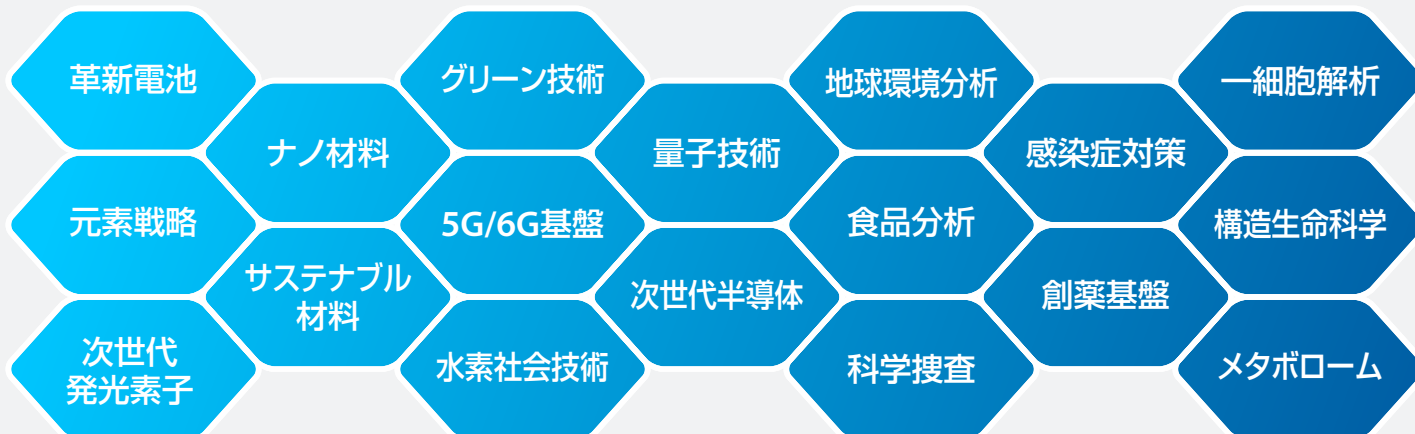 革新電池
グリーン技術
地球環境分析
一細胞解析
ナノ材料
量子技術
感染症対策
元素戦略
5G/6G基盤
食品分析
構造生命科学
サステナブル
材料
次世代半導体
創薬基盤
次世代
発光素子
水素社会技術
科学捜査
メタボローム